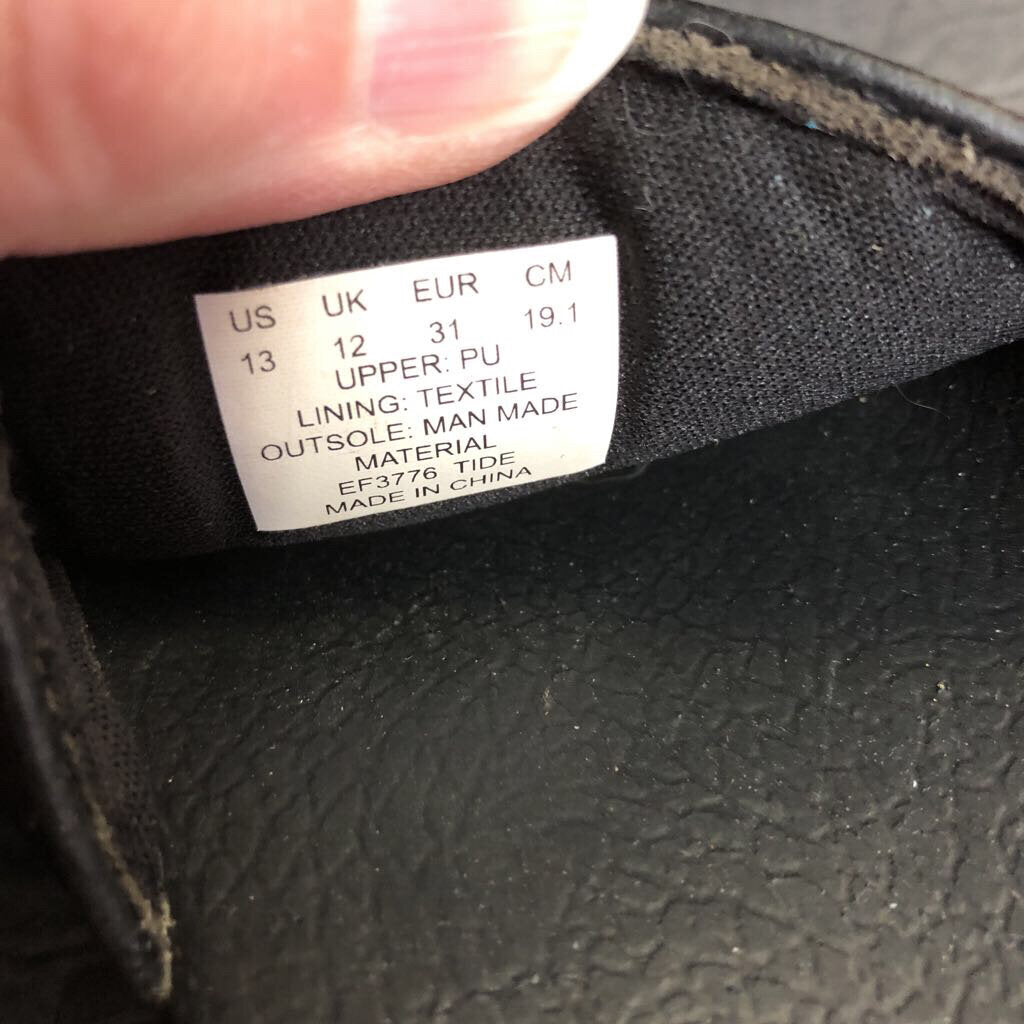 US UK EUR CM
13 12 31 19.1
UPPER: PU
LINING: TEXTILE
OUTSOLE: MAN MADE
MATERIAL
EF3776 TIDE
MADE IN CHINA